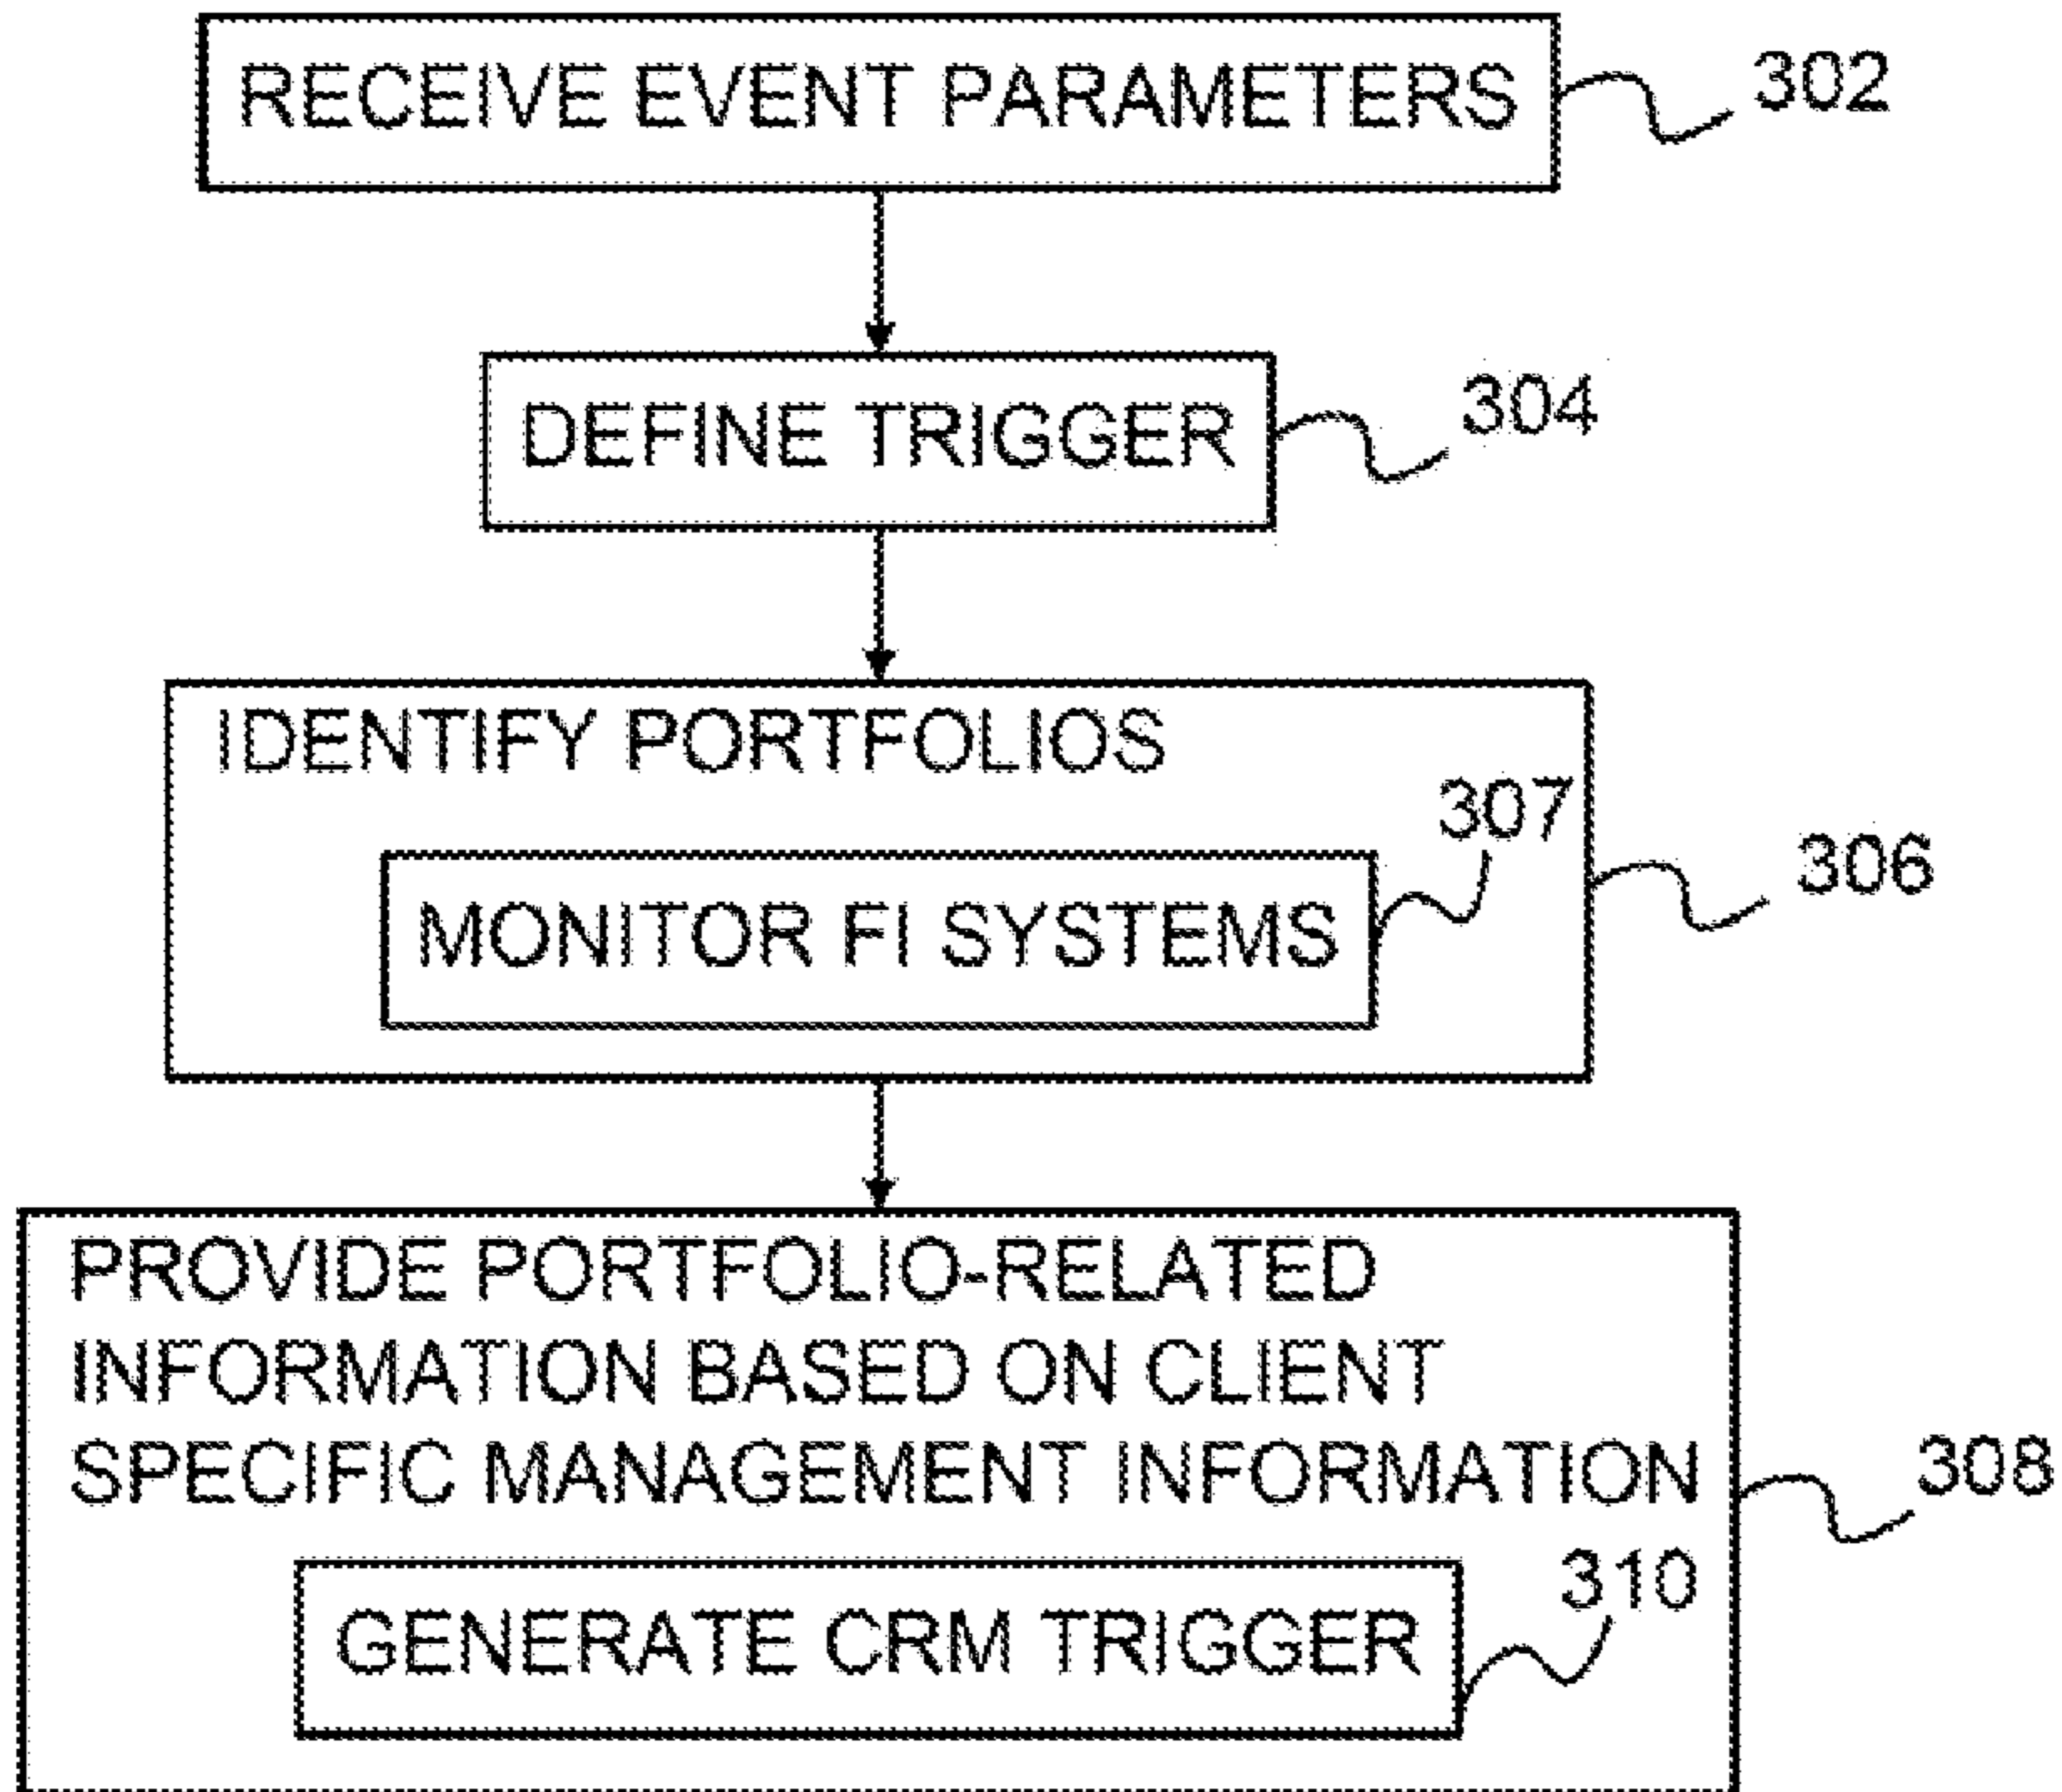 RECEIVE EVENT PARAMETERS
302
DEFINE TRIGGER
304
IDENTIFY PORTFOLIOS
307
MONITOR FI SYSTEMS
306
PROVIDE PORTFOLIO-RELATED
INFORMATION BASED ON CLIENT
SPECIFIC MANAGEMENT INFORMATION
308
310
GENERATE CRM TRIGGER